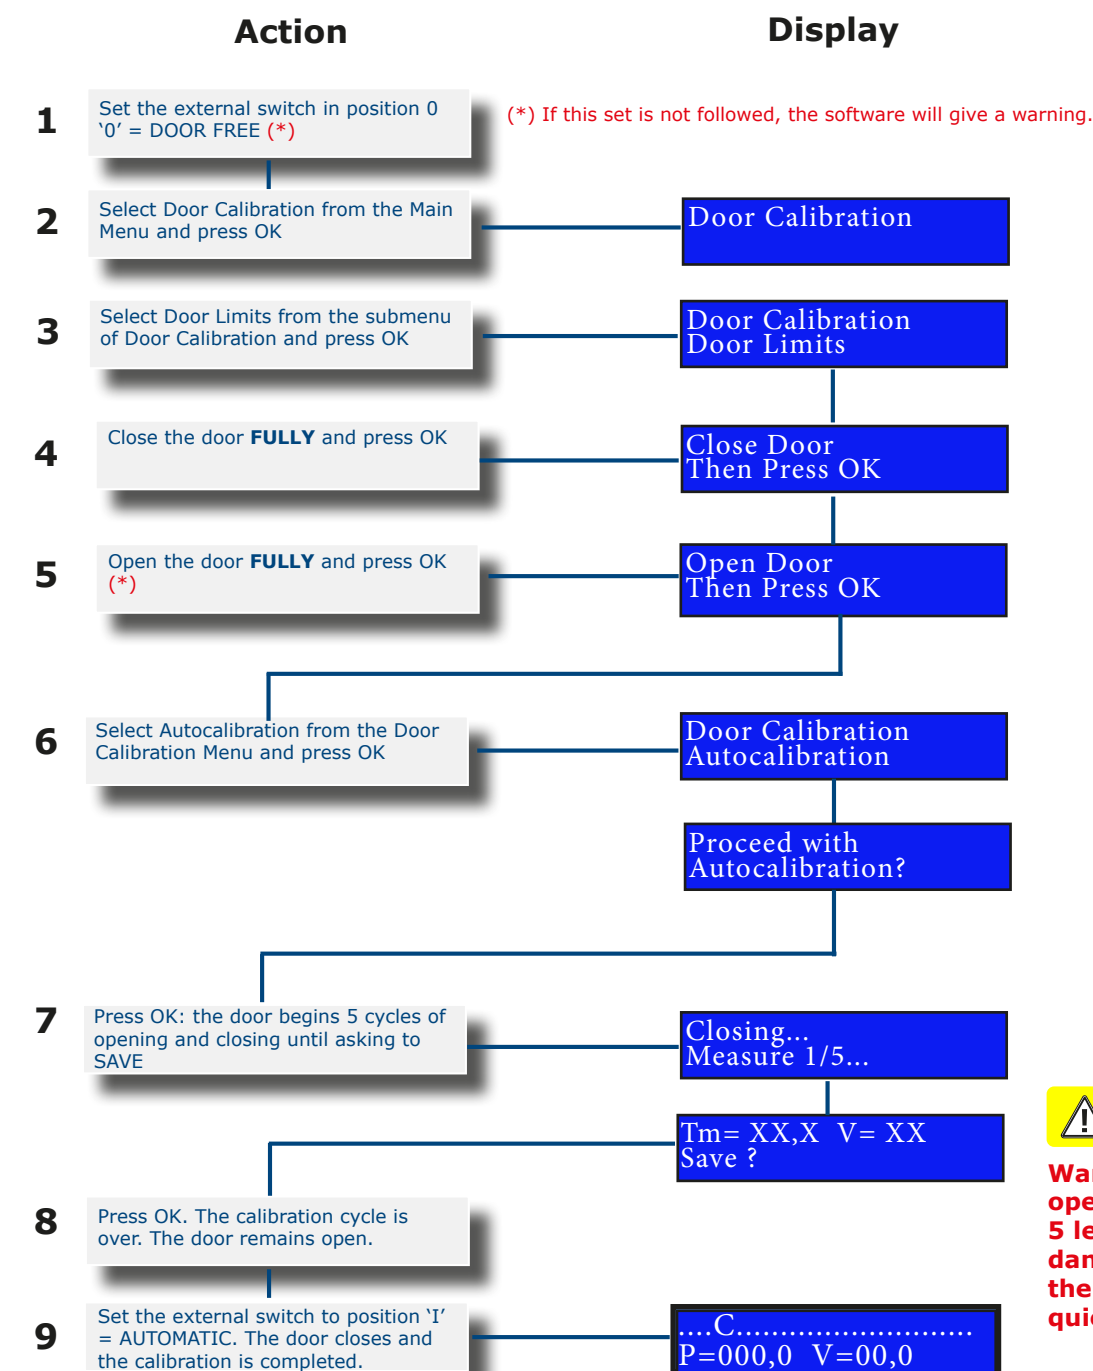 Action
Display
1
Set the external switch in position 0
‘0’ = DOOR FREE (*)
(*) If this set is not followed, the software will give a warning.
2
Select Door Calibration from the Main
Menu and press OK
Door Calibration
3
Select Door Limits from the submenu
of Door Calibration and press OK
Door Calibration
Door Limits
4
Close the door FULLY and press OK
Close Door
Then Press OK
5
Open the door FULLY and press OK
(*)
Open Door
Then Press OK
6
Select Autocalibration from the Door
Calibration Menu and press OK
Door Calibration
Autocalibration
Proceed with
Autocalibration?
7
Press OK: the door begins 5 cycles of
opening and closing until asking to
SAVE
Closing...
Measure 1/5...
Tm= XX,X V= XX
Save ?
8
Press OK. The calibration cycle is
over. The door remains open.
5
the
9
Set the external switch to position ‘I’
= AUTOMATIC. The door closes and
the calibration is completed.
....C..........................
P=000,0 V=00,0